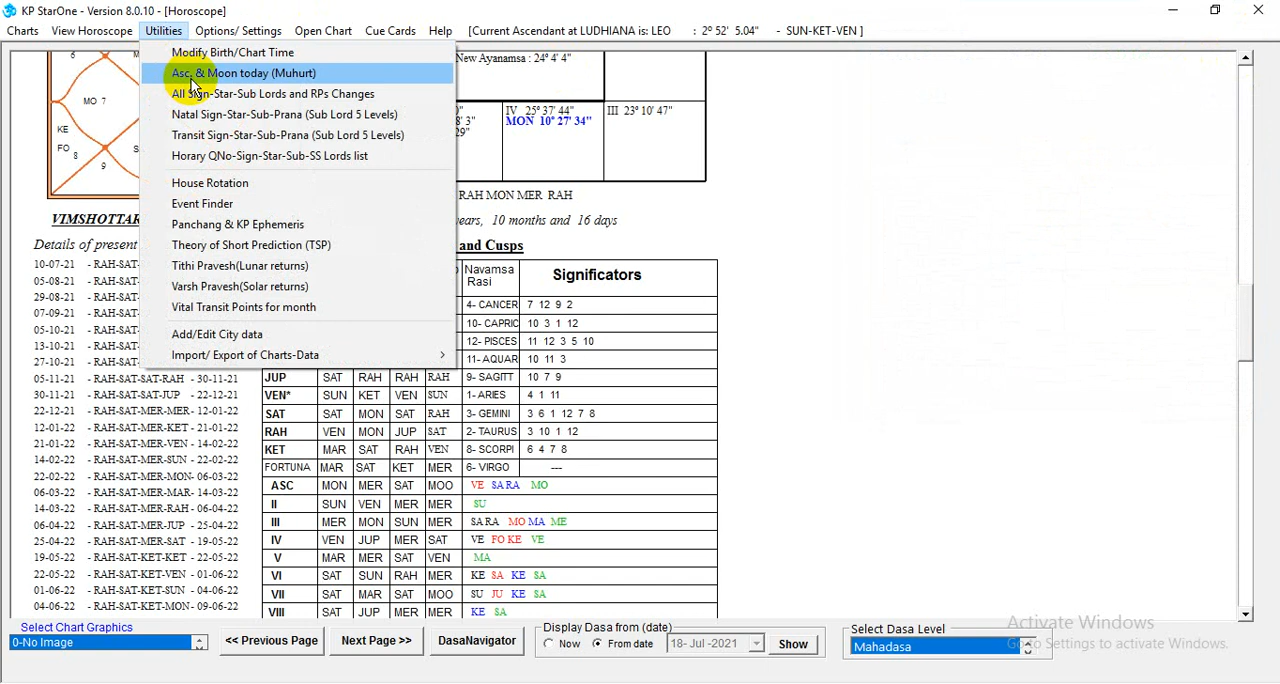 KP StarOne - Version 8.0.10 - [Horoscope]
Charts View Horoscope Utilities Options/ Settings Open Chart Cue Cards Help [Current Ascendant at LUDHIANA is: LEO : 2° 52' 5.04" - SUN-KET-VEN ]
Modify Birth/Chart Time
Asc. & Moon today (Muhurt)
All Sign-Star-Sub Lords and RPs Changes
Natal Sign-Star-Sub-Prana (Sub Lord 5 Levels)
Transit Sign-Star-Sub-Prana (Sub Lord 5 Levels)
Horary QNo-Sign-Star-Sub-SS Lords list
House Rotation
Event Finder
Panchang & KP Ephemeris
Theory of Short Prediction (TSP)
Tithi Pravesh(Lunar returns)
Varsh Pravesh(Solar returns)
Vital Transit Points for month
Add/Edit City data
Import/ Export of Charts-Data
6
MO 7
KE
FO 8
9
New Ayanamsa : 24° 4' 4"
IV 25° 37' 44" III 23° 10' 47"
MON 10° 27' 34"
RAH MON MER RAH
VIMSHOTTAR
years, 10 months and 16 days
Details of present
and Cusps
Navamsa Rasi Significators
4- CANCER 7 12 9 2
10- CAPRIC 10 3 1 12
12- PISCES 11 12 3 5 10
11- AQUAR 10 11 3
JUP SAT RAH RAH RAH 9- SAGITT 10 7 9
VEN* SUN KET VEN SUN 1- ARIES 4 1 11
SAT SAT MON SAT RAH 3- GEMINI 3 6 1 12 7 8
RAH VEN MON JUP SAT 2- TAURUS 3 10 1 12
KET MAR SAT RAH VEN 8- SCORPI 6 4 7 8
FORTUNA MAR SAT KET MER 6- VIRGO ---
ASC MON MER SAT MOO VE SA RA MO
II SUN VEN MER MER SU
III MER MON SUN MER SA RA MO MA ME
IV VEN JUP MER SAT VE FO KE VE
V MAR MER SAT VEN MA
VI SAT SUN RAH MER KE SA KE SA
VII SAT MAR SAT MOO SU JU KE SA
VIII SAT JUP MER MER KE SA
10-07-21 - RAH-SAT-
05-08-21 - RAH-SAT-
29-08-21 - RAH-SAT-
07-09-21 - RAH-SAT-
05-10-21 - RAH-SAT-
13-10-21 - RAH-SAT-
27-10-21 - RAH-SAT-
05-11-21 - RAH-SAT-SAT-RAH - 30-11-21
30-11-21 - RAH-SAT-SAT-JUP - 22-12-21
22-12-21 - RAH-SAT-MER-MER- 12-01-22
12-01-22 - RAH-SAT-MER-KET - 21-01-22
21-01-22 - RAH-SAT-MER-VEN - 14-02-22
14-02-22 - RAH-SAT-MER-SUN - 22-02-22
22-02-22 - RAH-SAT-MER-MON- 06-03-22
06-03-22 - RAH-SAT-MER-MAR- 14-03-22
14-03-22 - RAH-SAT-MER-RAH - 06-04-22
06-04-22 - RAH-SAT-MER-JUP - 25-04-22
25-04-22 - RAH-SAT-MER-SAT - 19-05-22
19-05-22 - RAH-SAT-KET-KET - 22-05-22
22-05-22 - RAH-SAT-KET-VEN - 01-06-22
01-06-22 - RAH-SAT-KET-SUN - 04-06-22
04-06-22 - RAH-SAT-KET-MON- 09-06-22
Select Chart Graphics
0-No Image
<< Previous Page Next Page >> DasaNavigator
Display Dasa from (date)
Now From date 18- Jul -2021 Show
Select Dasa Level
Mahadasa
Activate Windows
Go to Settings to activate Windows.